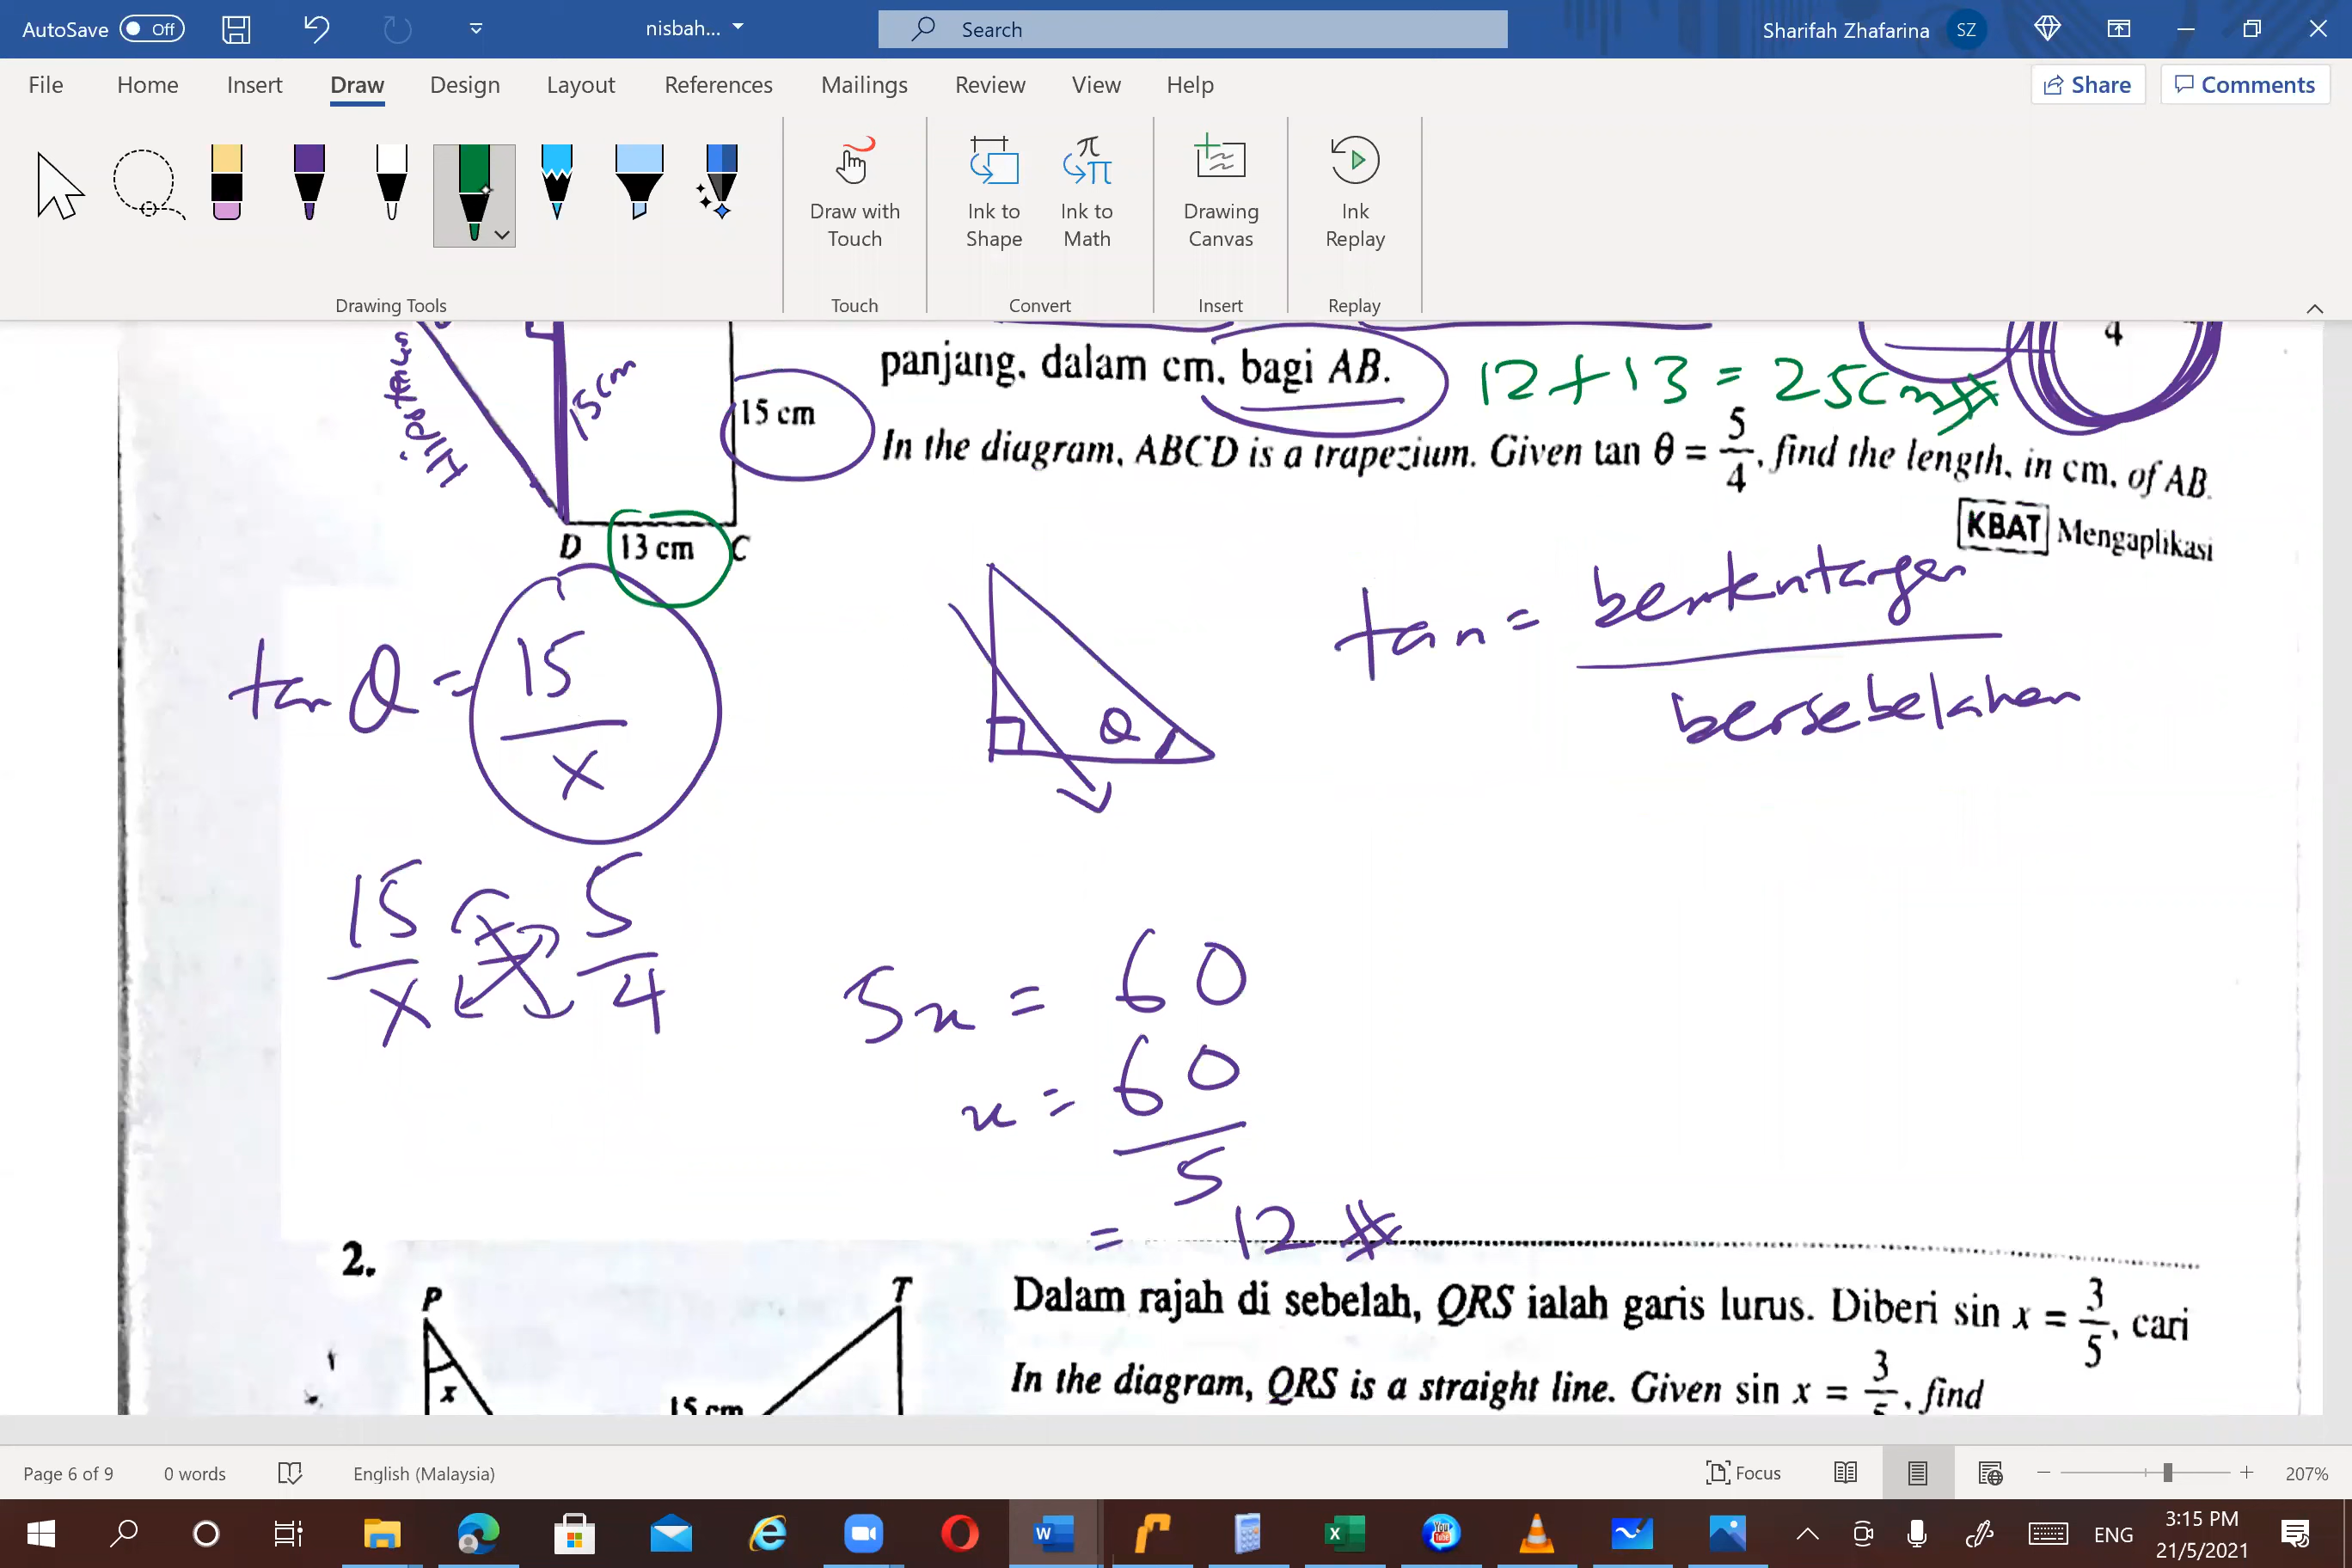 AutoSave Off nisbah... Search Sharifah Zhafarina SZ
File Home Insert Draw Design Layout References Mailings Review View Help Share Comments
Draw with Touch
Ink to Shape
Ink to Math
Drawing Canvas
Ink Replay
Drawing Tools Touch Convert Insert Replay
4
Hipotenus
15cm
15 cm
D 13 cm C
panjang, dalam cm, bagi AB.
12 + 13 = 25cm #
In the diagram, ABCD is a trapezium. Given tan θ = 5/4, find the length, in cm, of AB.
KBAT Mengaplikasi
tan θ = 15/x
θ
tan = bertentangan / bersebelahan
15/x = 5/4
5x = 60
x = 60/5
= 12 #
2.
P
x
T
15 cm
Dalam rajah di sebelah, QRS ialah garis lurus. Diberi sin x = 3/5, cari
In the diagram, QRS is a straight line. Given sin x = 3/5, find
Page 6 of 9 0 words English (Malaysia) Focus 207%
ENG 3:15 PM
21/5/2021